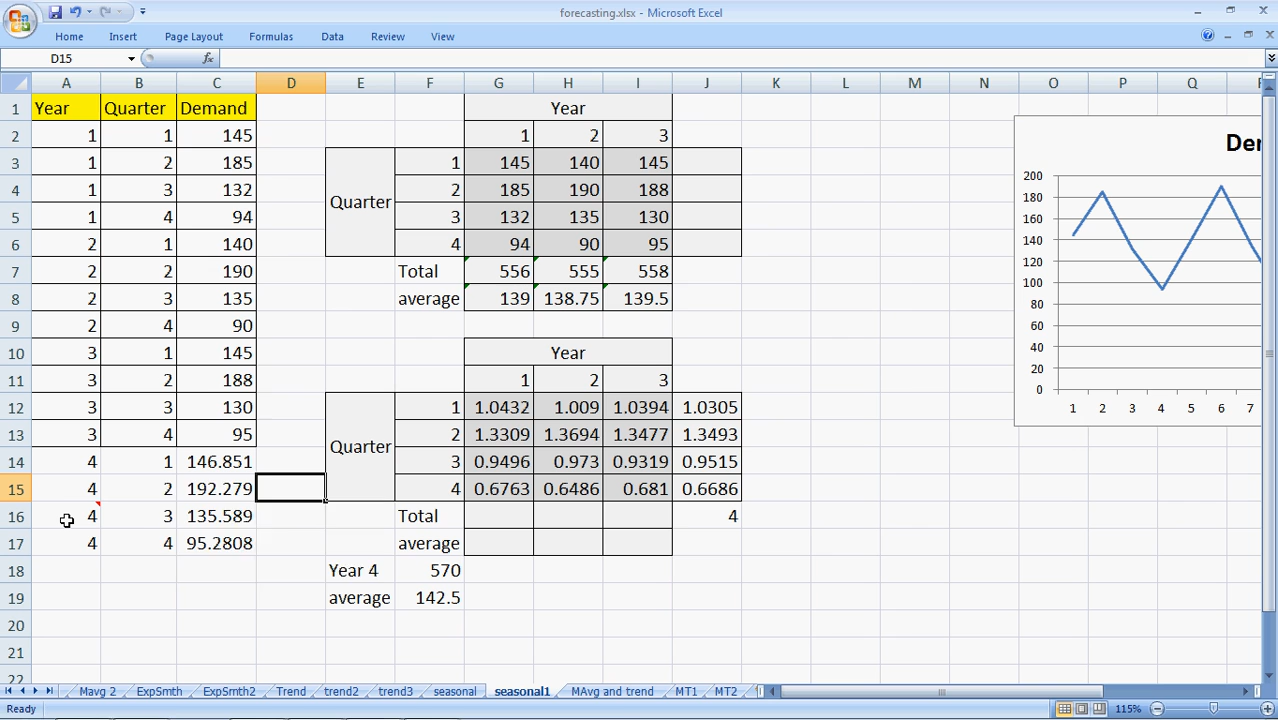 forecasting.xlsx - Microsoft Excel
Home Insert Page Layout Formulas Data Review View
D15 fx
A B C D E F G H I J K L M N O P Q
1 Year Quarter Demand Year
2 1 1 145 1 2 3
3 1 2 185 1 145 140 145
4 1 3 132 Quarter 2 185 190 188
5 1 4 94 3 132 135 130
6 2 1 140 4 94 90 95
7 2 2 190 Total 556 555 558
8 2 3 135 average 139 138.75 139.5
9 2 4 90
10 3 1 145 Year
11 3 2 188 1 2 3
12 3 3 130 1 1.0432 1.009 1.0394 1.0305
13 3 4 95 Quarter 2 1.3309 1.3694 1.3477 1.3493
14 4 1 146.851 3 0.9496 0.973 0.9319 0.9515
15 4 2 192.279 4 0.6763 0.6486 0.681 0.6686
16 4 3 135.589 Total 4
17 4 4 95.2808 average
18 Year 4 570
19 average 142.5
20
21
22
Der
200
180
160
140
120
100
80
60
40
20
0
1 2 3 4 5 6 7
Mavg 2 ExpSmth ExpSmth2 Trend trend2 trend3 seasonal seasonal1 MAvg and trend MT1 MT2
Ready 115%